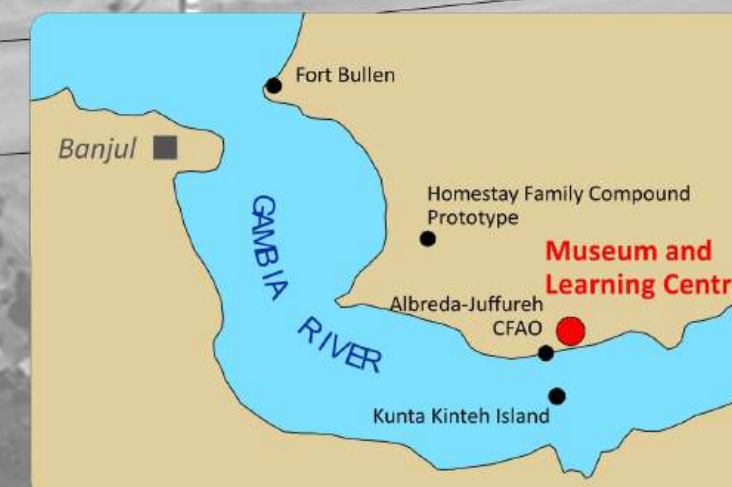 Fort Bullen
Banjul
Homestay Family Compound
Prototype
GAMBIA RIVER
Museum and
Learning Centr
Albreda-Juffureh
CFAO
Kunta Kinteh Island